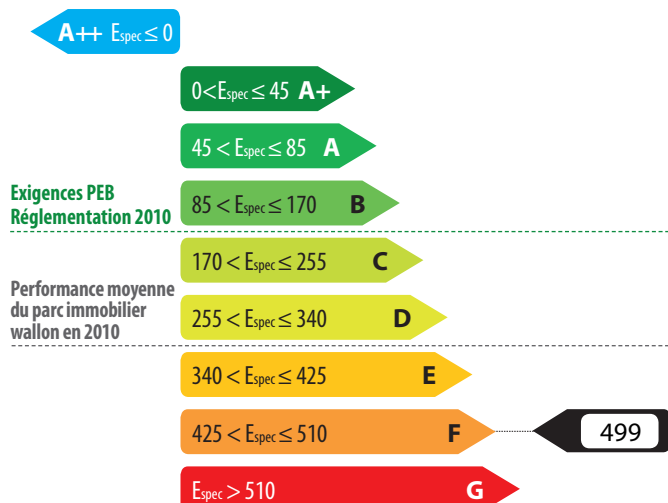 A++ Espec ≤ 0
0<Espec ≤ 45 A+
45 < Espec ≤ 85 A
Exigences PEB
Réglementation 2010
85 < Espec ≤ 170 B
170 < Espec ≤ 255 C
Performance moyenne
du parc immobilier
wallon en 2010
255 < Espec ≤ 340 D
340 < Espec ≤ 425 E
425 < Espec ≤ 510 F
499
Espec > 510 G